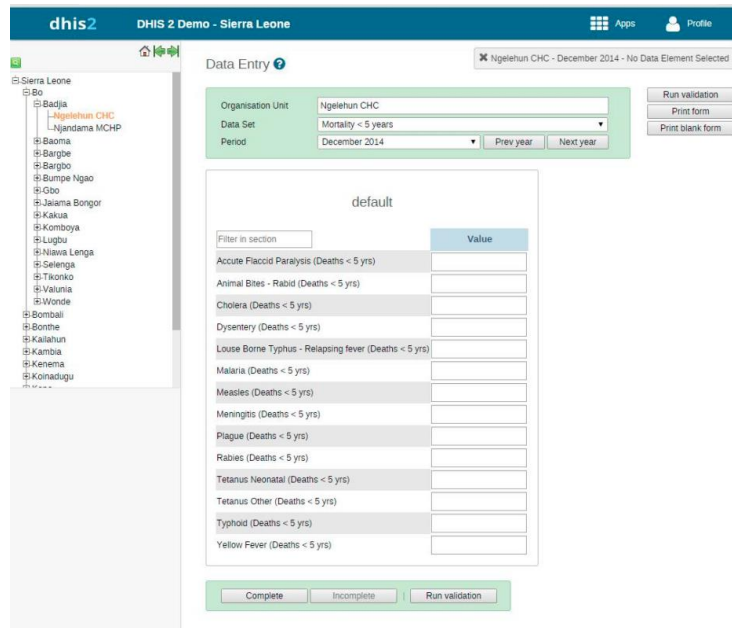 dhis2 DHIS 2 Demo - Sierra Leone Apps Profile
Data Entry
✖ Ngelehun CHC - December 2014 - No Data Element Selected
Sierra Leone
Bo
Badjia
Ngelehun CHC
Njandama MCHP
Baoma
Bargbe
Bargbo
Bumpe Ngao
Gbo
Jaiama Bongor
Kakua
Komboya
Lugbu
Niawa Lenga
Selenga
Tikonko
Valunia
Wonde
Bombali
Bonthe
Kailahun
Kambia
Kenema
Koinadugu
Organisation Unit Ngelehun CHC
Data Set Mortality < 5 years
Period December 2014 Prev year Next year
Run validation
Print form
Print blank form
default
Filter in section Value
Accute Flaccid Paralysis (Deaths < 5 yrs)
Animal Bites - Rabid (Deaths < 5 yrs)
Cholera (Deaths < 5 yrs)
Dysentery (Deaths < 5 yrs)
Louse Borne Typhus - Relapsing fever (Deaths < 5 yrs)
Malaria (Deaths < 5 yrs)
Measles (Deaths < 5 yrs)
Meningitis (Deaths < 5 yrs)
Plague (Deaths < 5 yrs)
Rabies (Deaths < 5 yrs)
Tetanus Neonatal (Deaths < 5 yrs)
Tetanus Other (Deaths < 5 yrs)
Typhoid (Deaths < 5 yrs)
Yellow Fever (Deaths < 5 yrs)
Complete Incomplete | Run validation